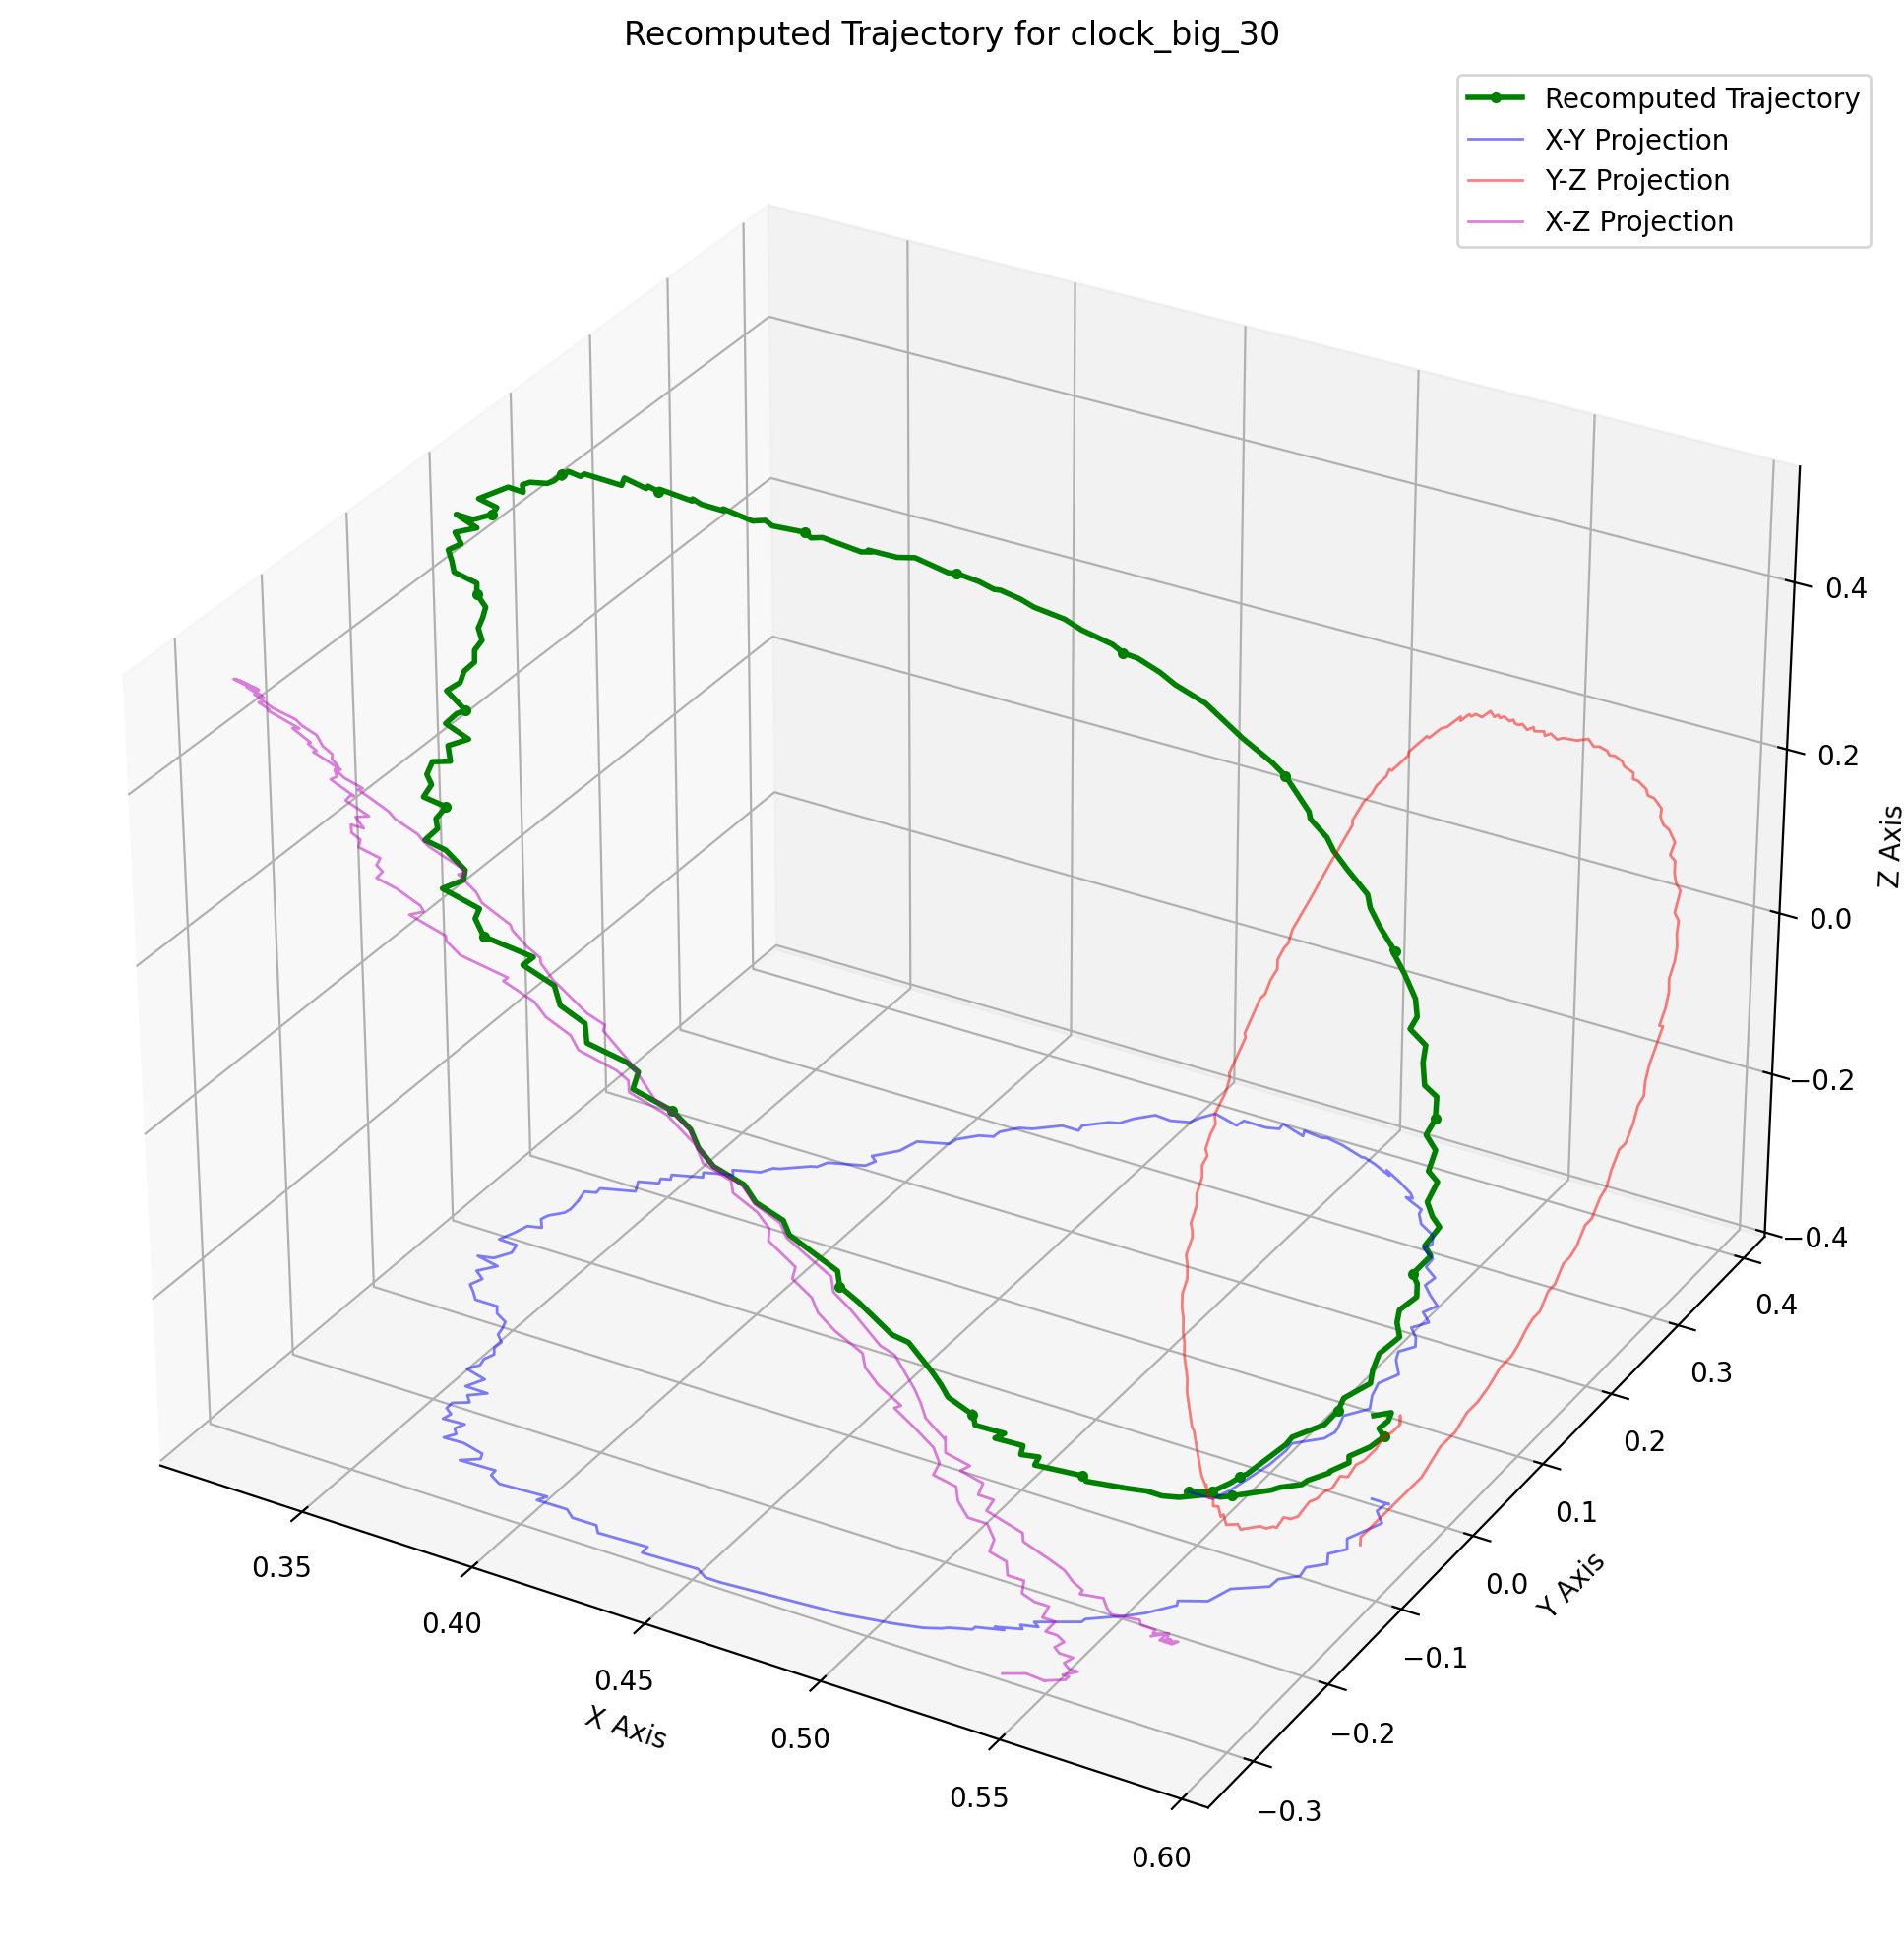 Recomputed Trajectory for clock_big_30
Recomputed Trajectory
X-Y Projection
Y-Z Projection
X-Z Projection
0.4
0.2
0.0
−0.2
−0.4
Z Axis
0.4
0.3
0.2
0.1
0.0
−0.1
−0.2
−0.3
Y Axis
0.35
0.40
0.45
0.50
0.55
0.60
X Axis